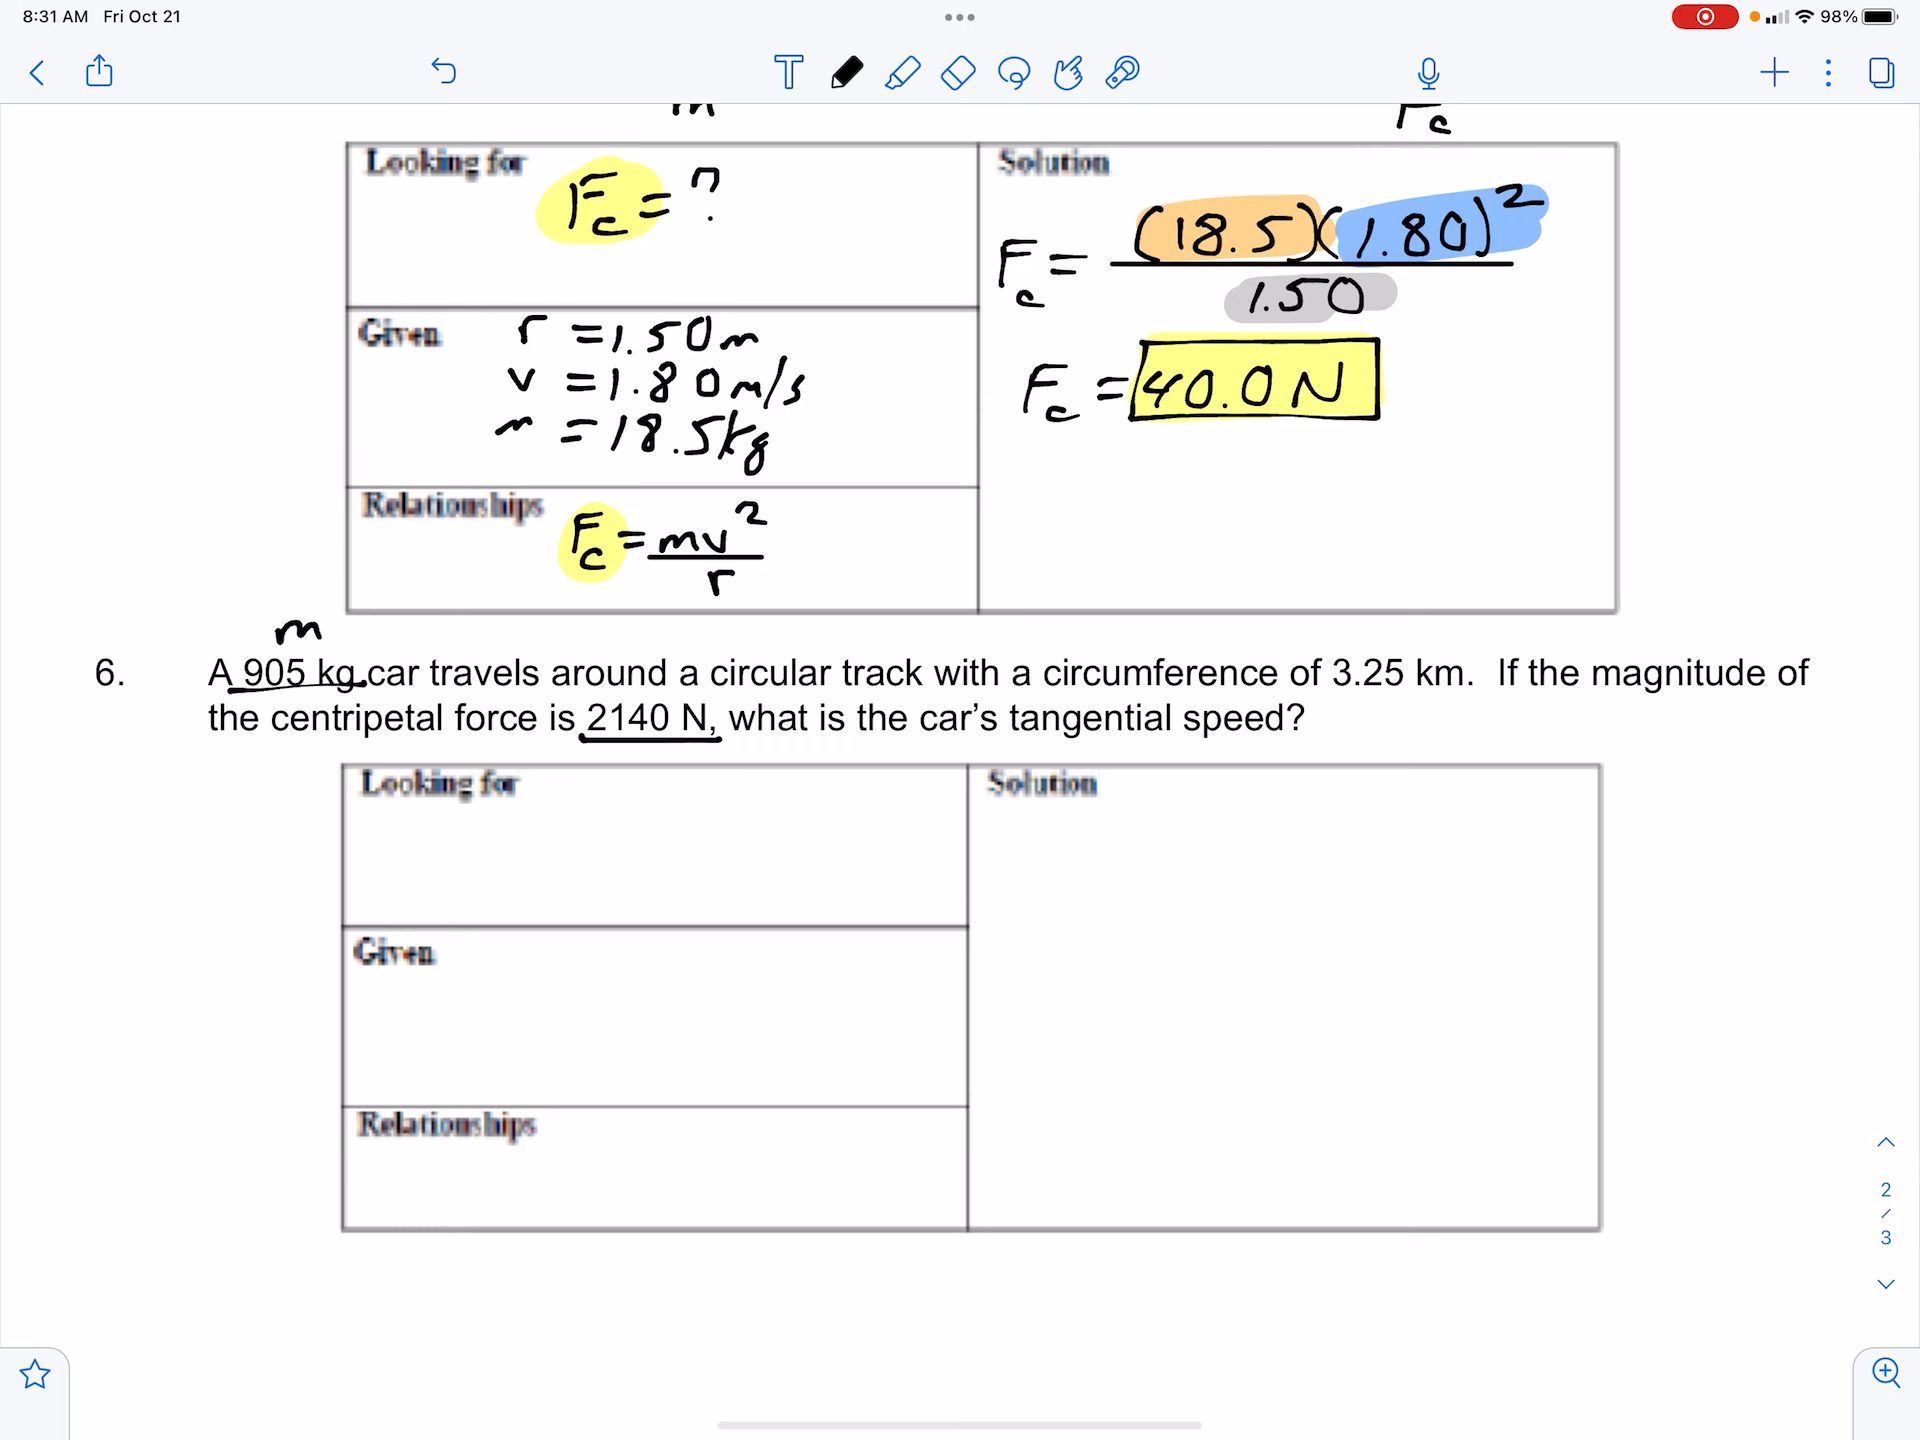 8:31 AM Fri Oct 21
98%
T
m
Fc
Looking for
Fc = ?
Solution
Fc = (18.5)(1.80)²
1.50
Fc = 40.0 N
Given
r = 1.50 m
v = 1.80 m/s
m = 18.5 kg
Relationships
Fc = mv²
r
m
6. A 905 kg car travels around a circular track with a circumference of 3.25 km. If the magnitude of
the centripetal force is 2140 N, what is the car's tangential speed?
Looking for
Solution
Given
Relationships
2
/
3